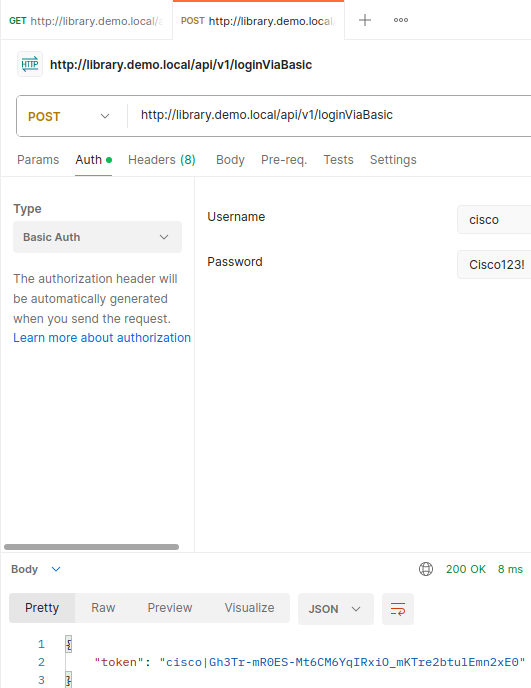 GET http://library.demo.local/a
POST http://library.demo.local
HTTP http://library.demo.local/api/v1/loginViaBasic
POST http://library.demo.local/api/v1/loginViaBasic
Params Auth Headers (8) Body Pre-req. Tests Settings
Type
Basic Auth
The authorization header will
be automatically generated
when you send the request.
Learn more about authorization
Username cisco
Password Cisco123!
Body 200 OK 8 ms
Pretty Raw Preview Visualize JSON
1 {
2 "token": "cisco|Gh3Tr-mR0ES-Mt6CM6YqIRxiO_mKTre2btulEmn2xE0"
3 }